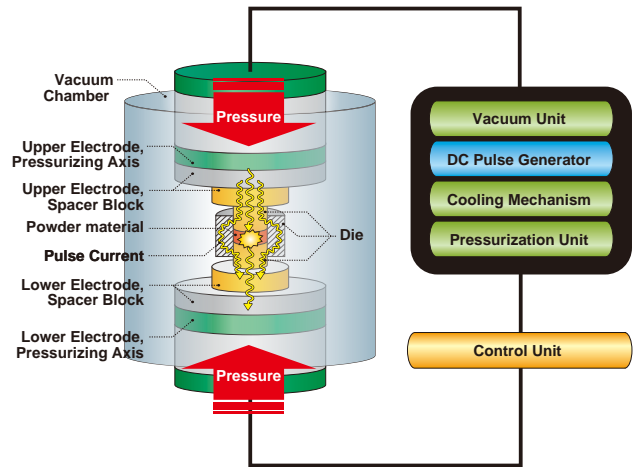 Vacuum
Chamber
Pressure
Upper Electrode,
Pressurizing Axis
Upper Electrode,
Spacer Block
Powder material
Pulse Current
Die
Lower Electrode,
Spacer Block
Lower Electrode,
Pressurizing Axis
Pressure
Vacuum Unit
DC Pulse Generator
Cooling Mechanism
Pressurization Unit
Control Unit